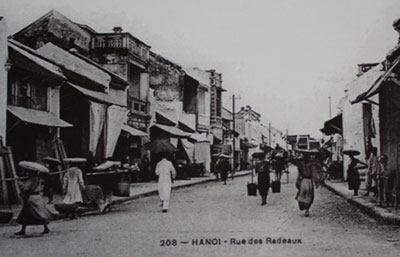 208 — HANOI - Rue des Radeaux